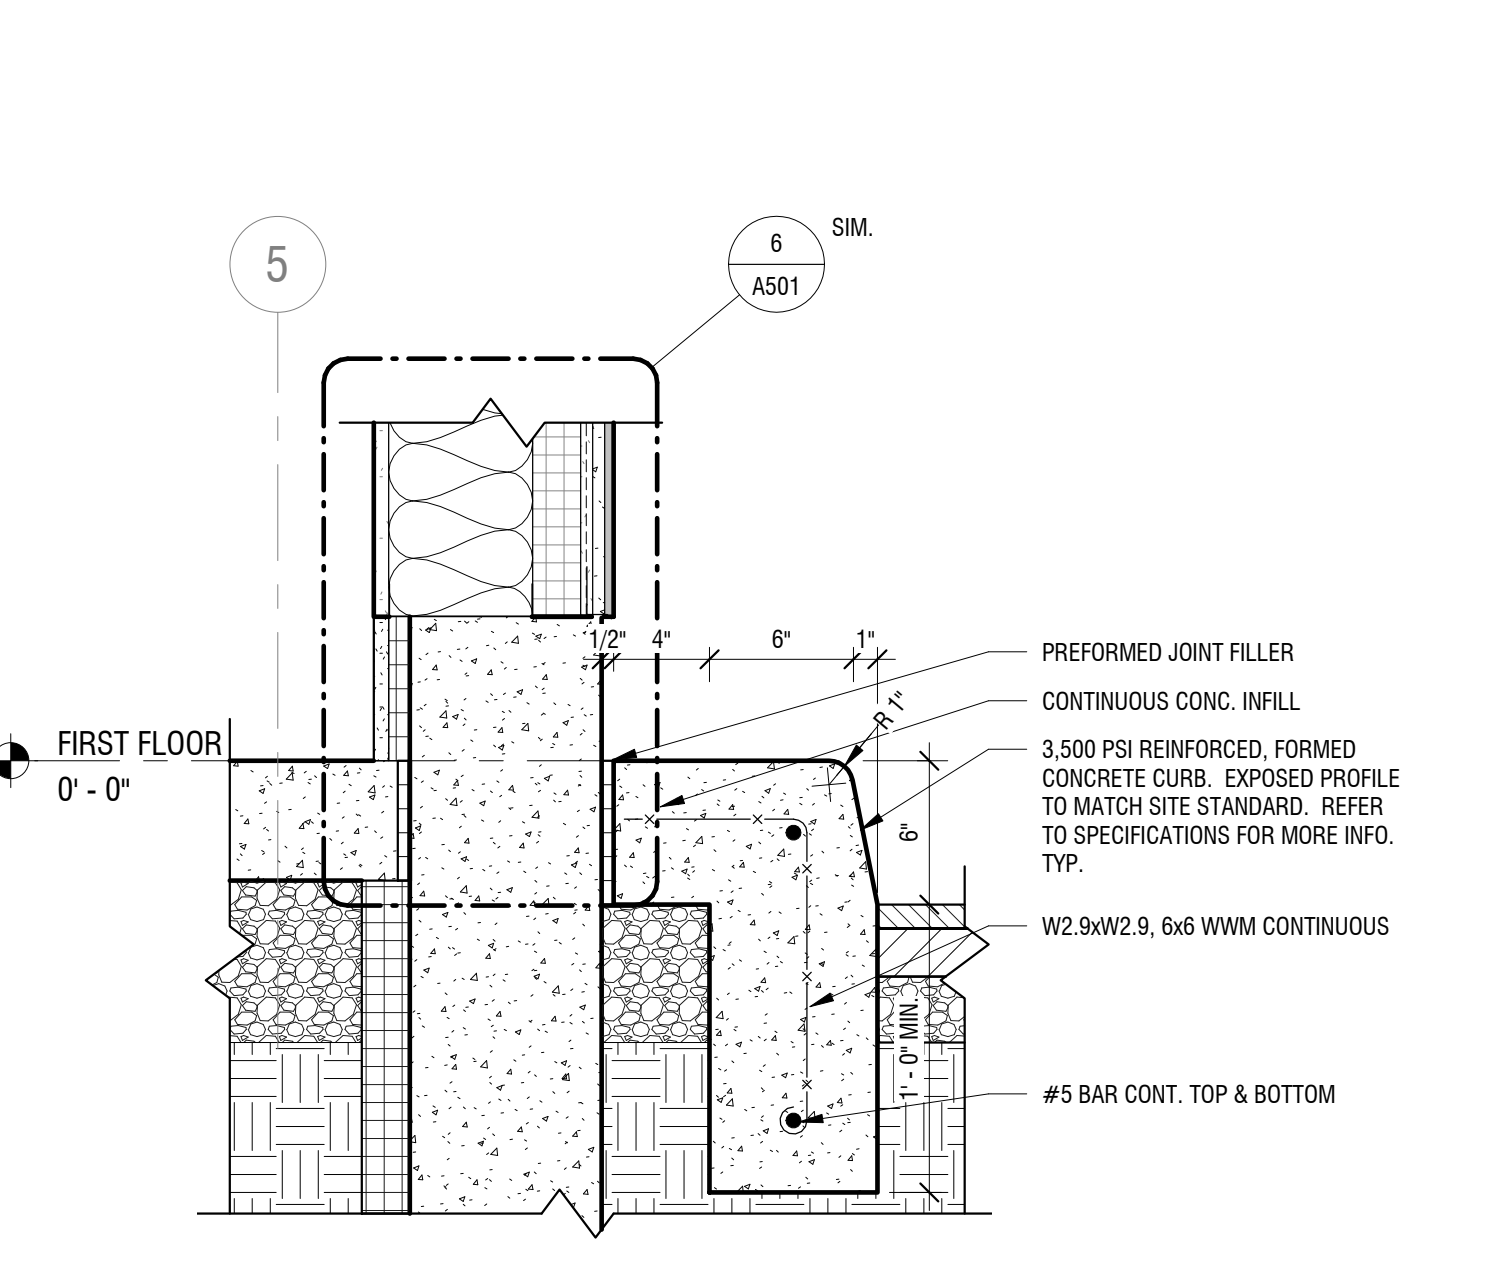 5
6
A501
SIM.
1/2" 4" 6" 1"
R 1"
FIRST FLOOR
0' - 0"
6"
1' - 0" MIN.
PREFORMED JOINT FILLER
CONTINUOUS CONC. INFILL
3,500 PSI REINFORCED, FORMED
CONCRETE CURB. EXPOSED PROFILE
TO MATCH SITE STANDARD. REFER
TO SPECIFICATIONS FOR MORE INFO.
TYP.
W2.9xW2.9, 6x6 WWM CONTINUOUS
#5 BAR CONT. TOP & BOTTOM